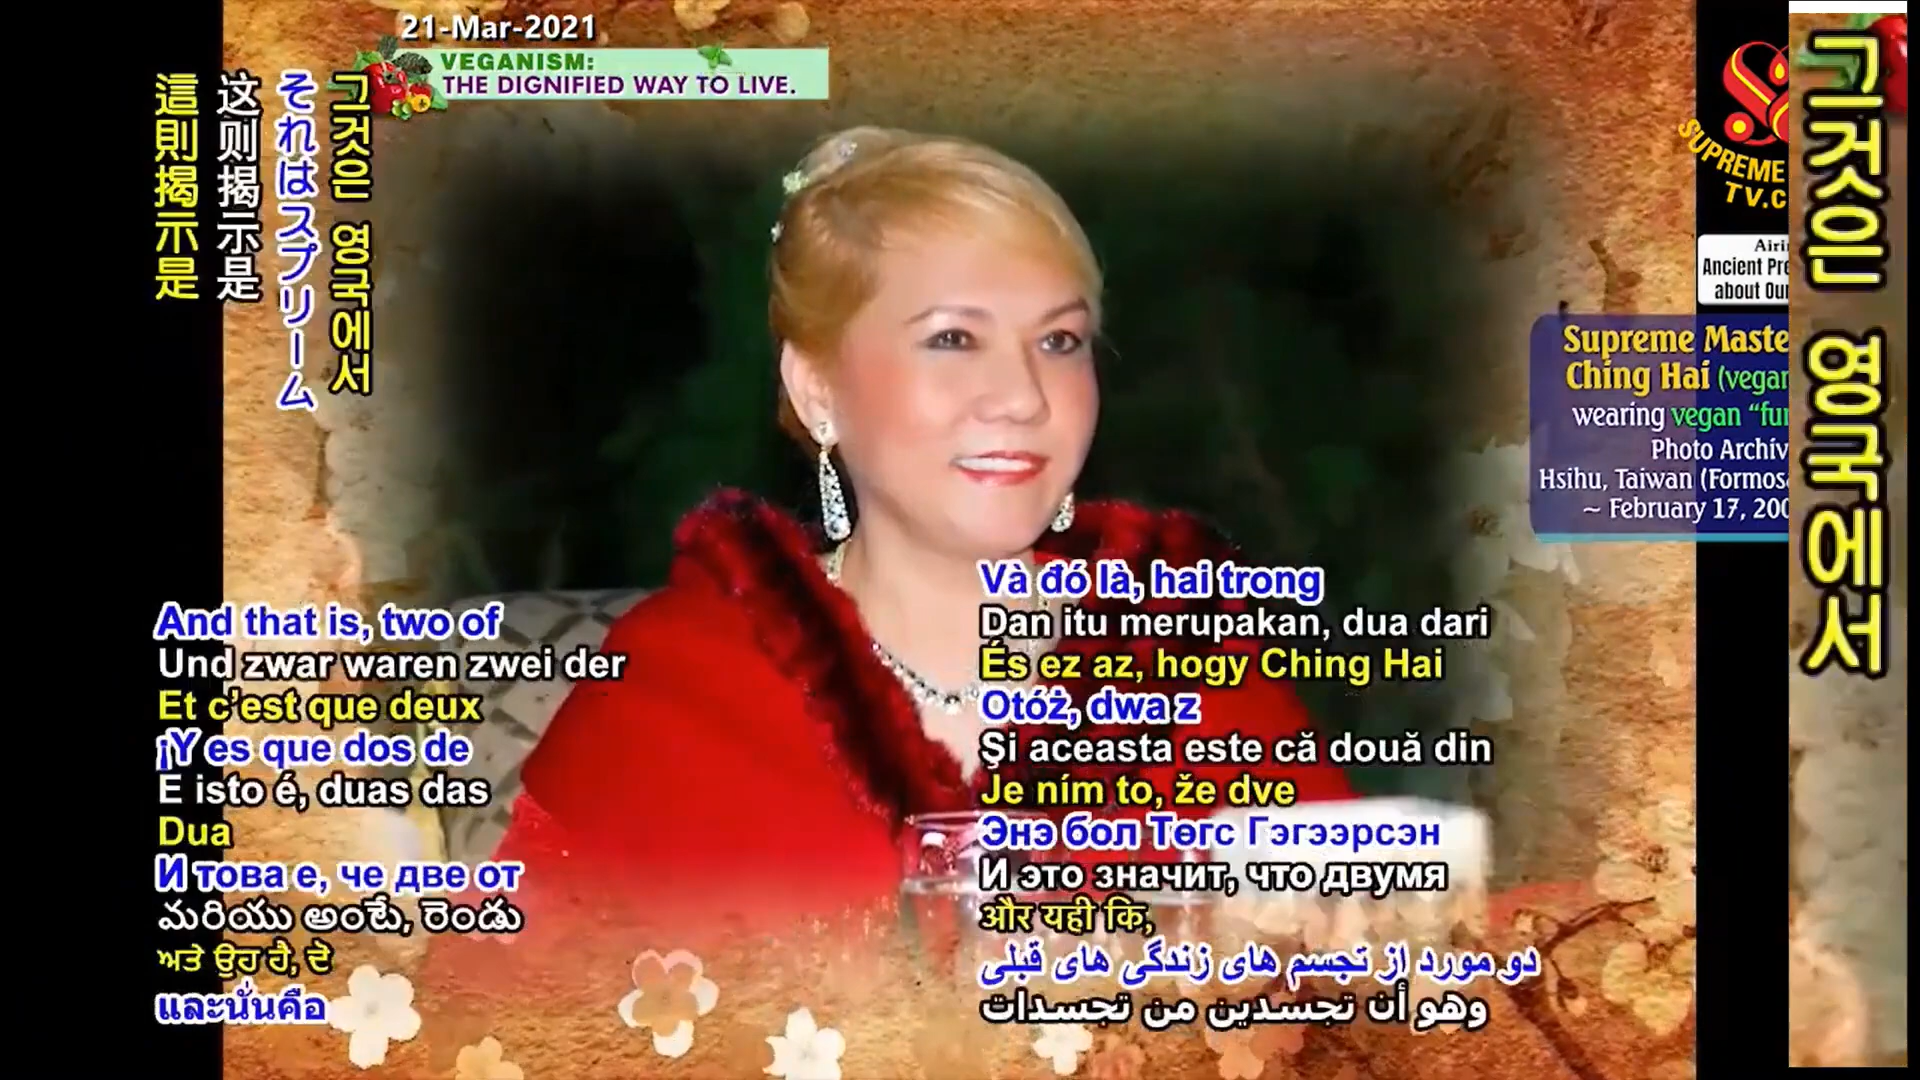 21-Mar-2021
VEGANISM:
THE DIGNIFIED WAY TO LIVE.
그것은 영국에서
それはスプリーム
这则揭示是
這則揭示是
SUPREME
TV.C
Airi
Ancient Pre
about Our
Supreme Maste
Ching Hai (vegan
wearing vegan “fur
Photo Archiv
Hsihu, Taiwan (Formosa
~ February 17, 200
그것은 영국에서
And that is, two of
Und zwar waren zwei der
Et c’est que deux
¡Y es que dos de
E isto é, duas das
Dua
И това е, че две от
మరియు అంటే, రెండు
ਅਤੇ ਉਹ ਹੈ, ਦੋ
และนั่นคือ
Và đó là, hai trong
Dan itu merupakan, dua dari
És ez az, hogy Ching Hai
Otóż, dwa z
Şi aceasta este că două din
Je ním to, že dve
Энэ бол Төгс Гэгээрсэн
И это значит, что двумя
और यही कि,
دو مورد از تجسم های زندگی های قبلی
وهو أن تجسدين من تجسدات